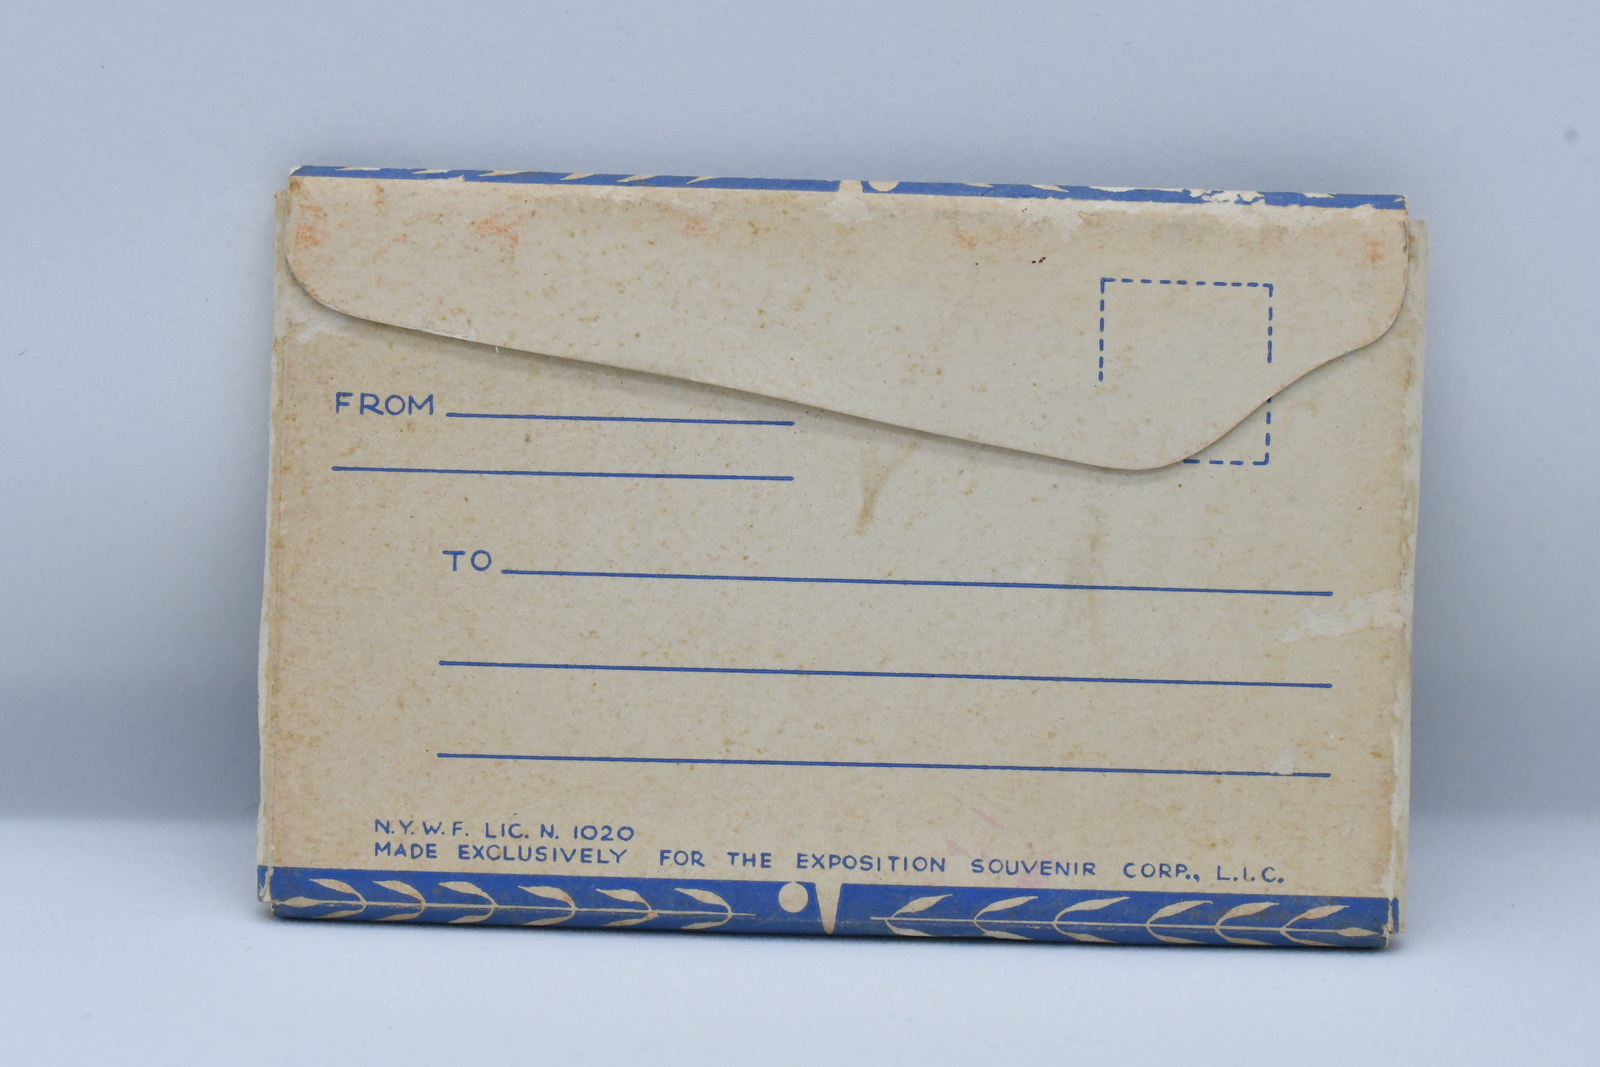 FROM
TO
N.Y.W.F. LIC. N. 1020
MADE EXCLUSIVELY FOR THE EXPOSITION SOUVENIR CORP., L.I.C.